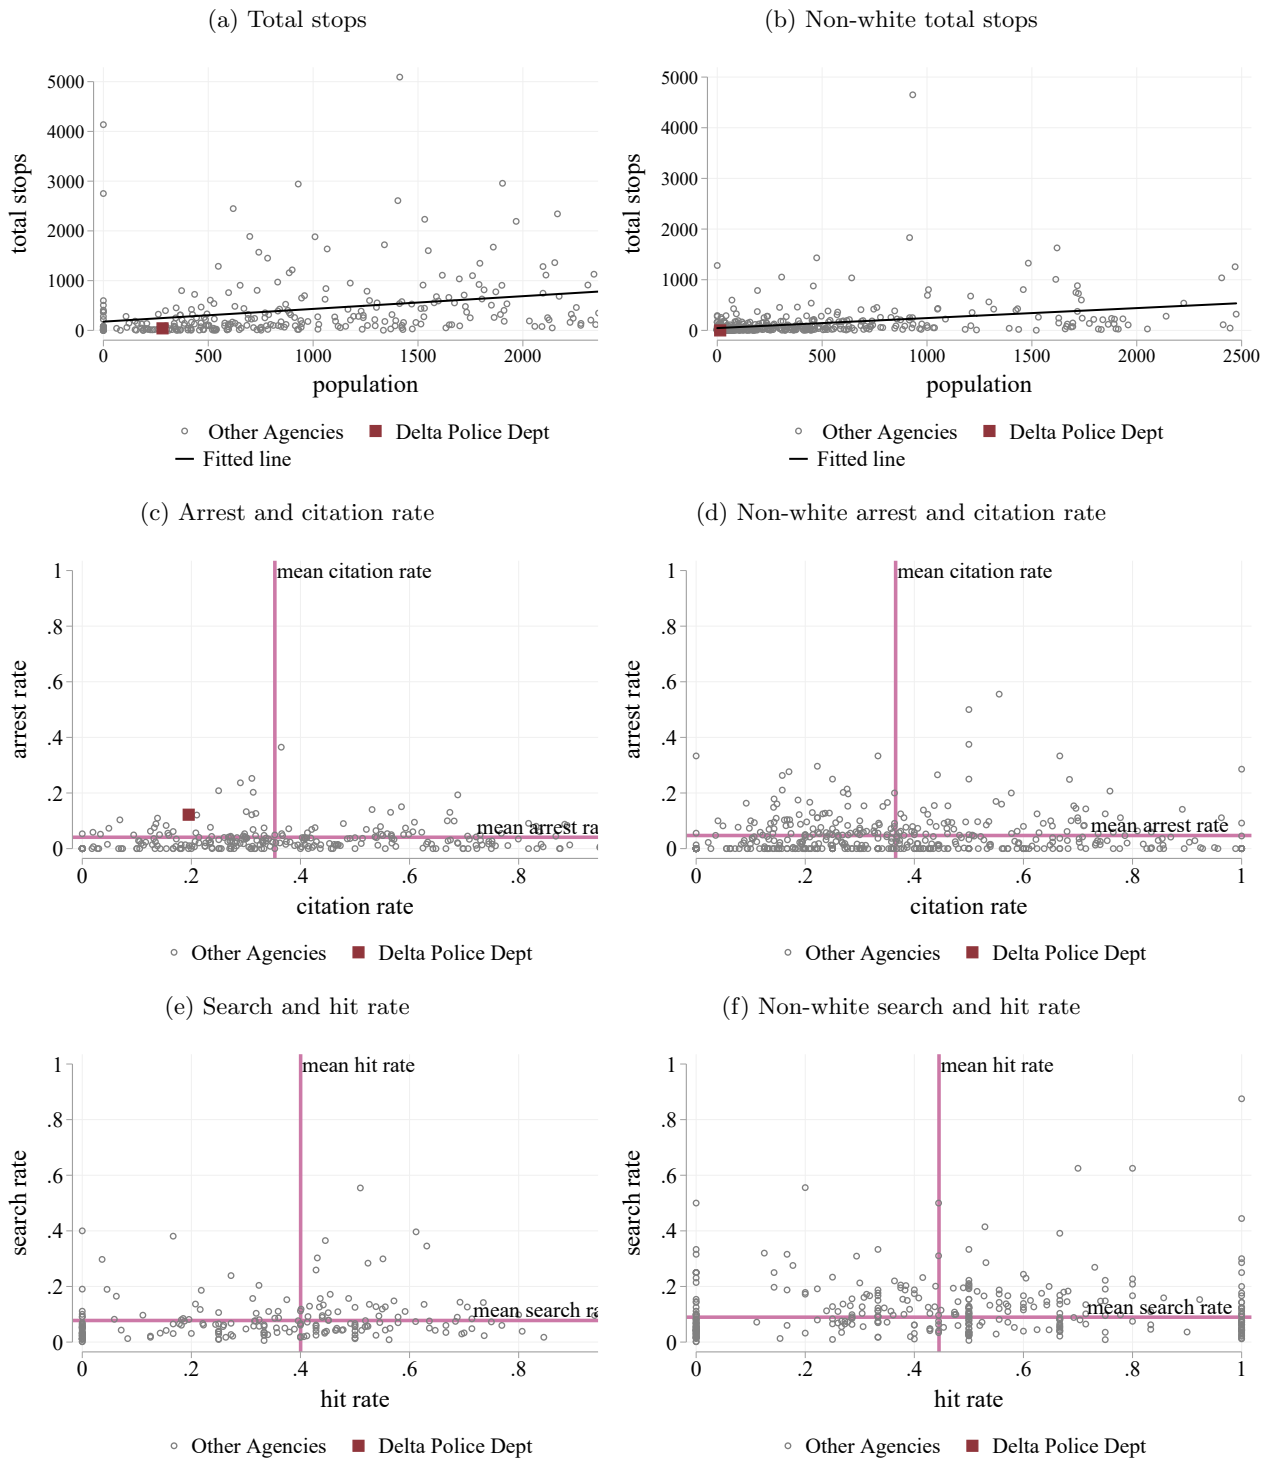 (a) Total stops
total stops
5000
4000
3000
2000
1000
0
0 500 1000 1500 2000
population
Other Agencies Delta Police Dept
Fitted line
(b) Non-white total stops
total stops
5000
4000
3000
2000
1000
0
0 500 1000 1500 2000 2500
population
Other Agencies Delta Police Dept
Fitted line
(c) Arrest and citation rate
arrest rate
1
.8
.6
.4
.2
0
mean citation rate
mean arrest ra
0 .2 .4 .6 .8
citation rate
Other Agencies Delta Police Dept
(d) Non-white arrest and citation rate
arrest rate
1
.8
.6
.4
.2
0
mean citation rate
mean arrest rate
0 .2 .4 .6 .8 1
citation rate
Other Agencies Delta Police Dept
(e) Search and hit rate
search rate
1
.8
.6
.4
.2
0
mean hit rate
mean search ra
0 .2 .4 .6 .8
hit rate
Other Agencies Delta Police Dept
(f) Non-white search and hit rate
search rate
1
.8
.6
.4
.2
0
mean hit rate
mean search rate
0 .2 .4 .6 .8 1
hit rate
Other Agencies Delta Police Dept